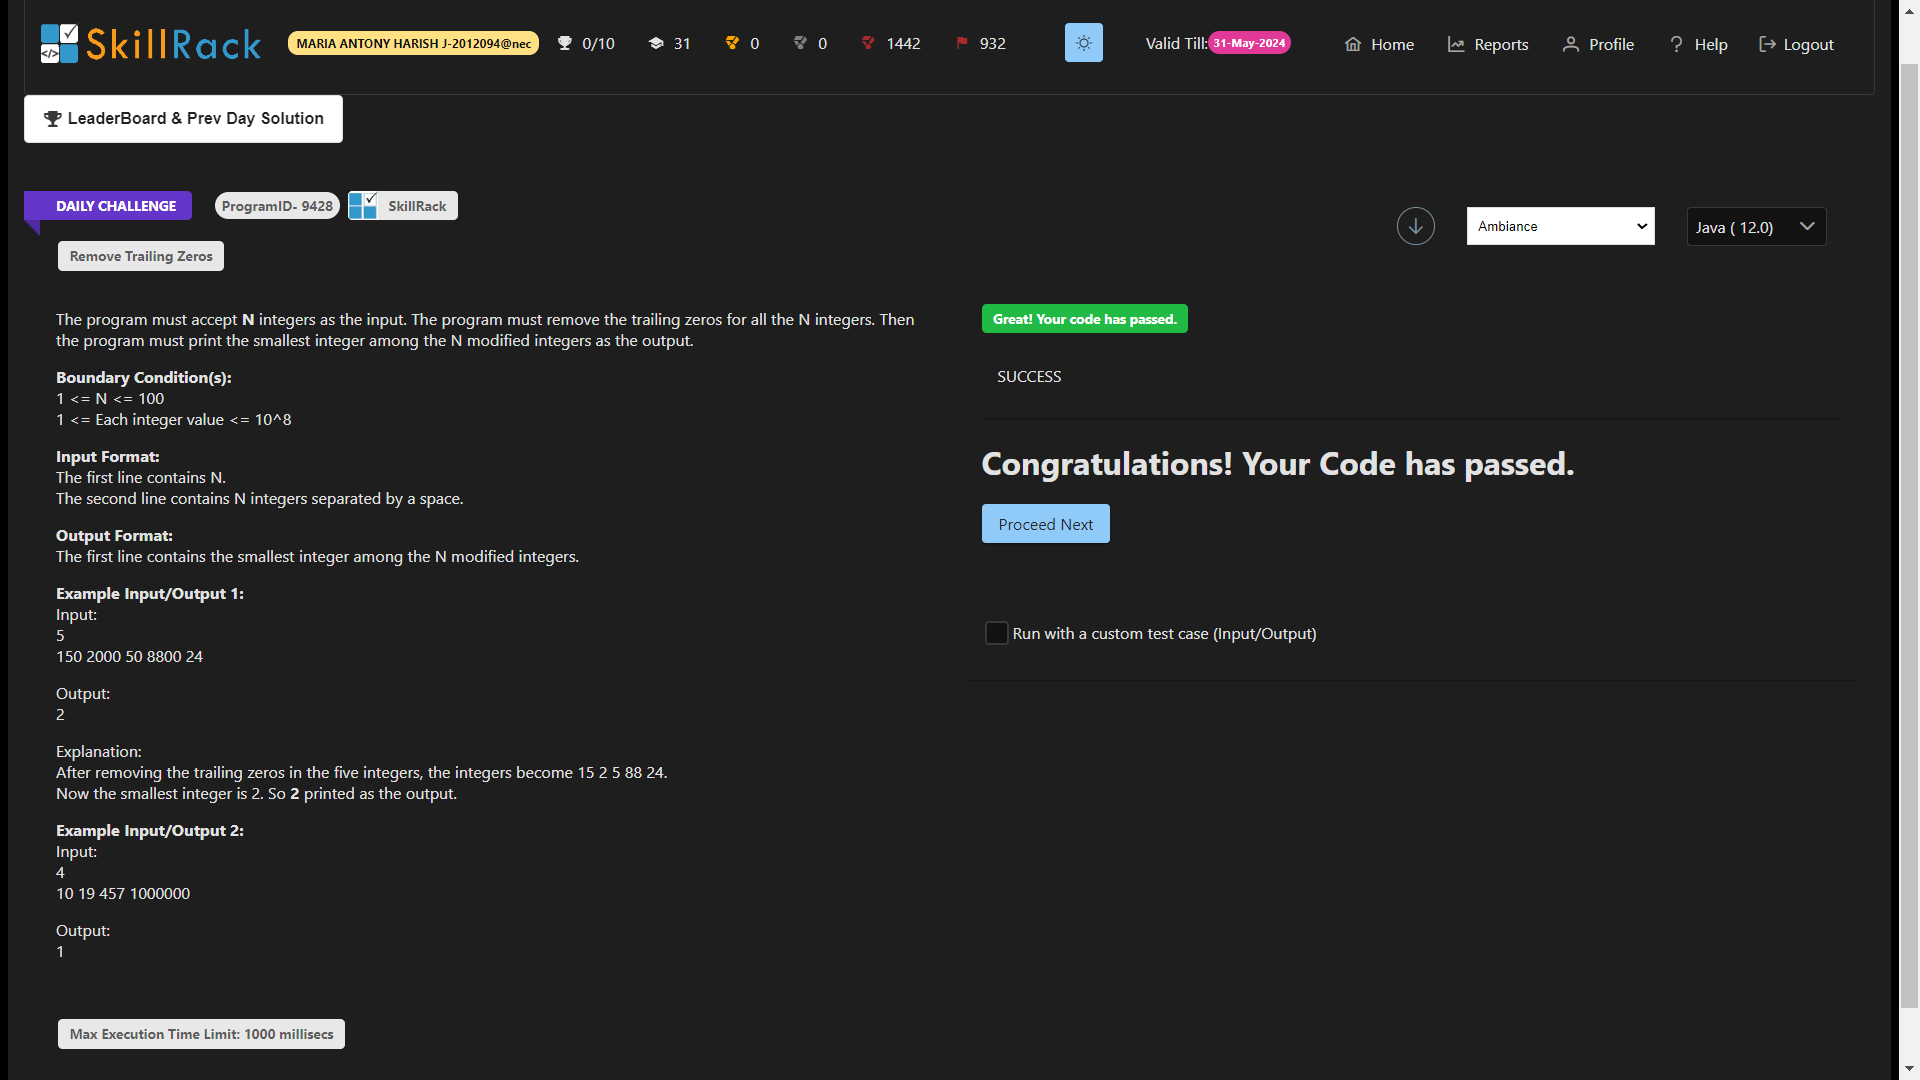 SkillRack
MARIA ANTONY HARISH J-2012094@nec
0/10
31
0
0
1442
932
Valid Till: 31-May-2024
Home
Reports
Profile
? Help
Logout
LeaderBoard & Prev Day Solution
DAILY CHALLENGE
ProgramID- 9428
SkillRack
Ambiance
Java ( 12.0)
Remove Trailing Zeros
The program must accept N integers as the input. The program must remove the trailing zeros for all the N integers. Then
the program must print the smallest integer among the N modified integers as the output.
Boundary Condition(s):
1 <= N <= 100
1 <= Each integer value <= 10^8
Input Format:
The first line contains N.
The second line contains N integers separated by a space.
Output Format:
The first line contains the smallest integer among the N modified integers.
Example Input/Output 1:
Input:
5
150 2000 50 8800 24
Output:
2
Explanation:
After removing the trailing zeros in the five integers, the integers become 15 2 5 88 24.
Now the smallest integer is 2. So 2 printed as the output.
Example Input/Output 2:
Input:
4
10 19 457 1000000
Output:
1
Max Execution Time Limit: 1000 millisecs
Great! Your code has passed.
SUCCESS
Congratulations! Your Code has passed.
Proceed Next
Run with a custom test case (Input/Output)